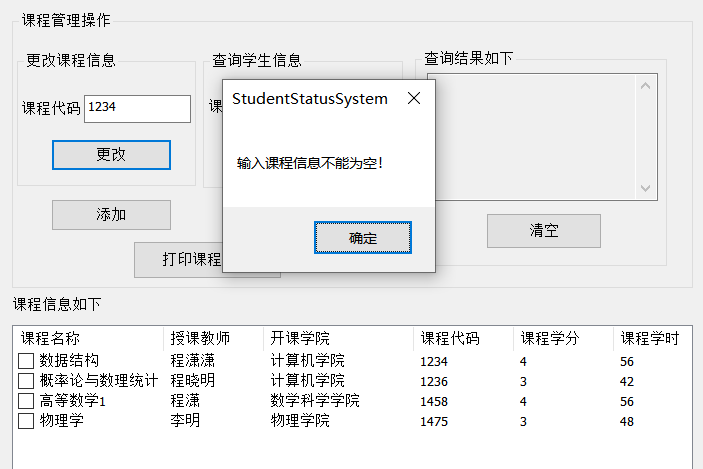 课程管理操作
更改课程信息
查询学生信息
查询结果如下
StudentStatusSystem
课程代码 1234
课
更改
输入课程信息不能为空！
添加
确定
清空
打印课程
课程信息如下
课程名称 授课教师 开课学院 课程代码 课程学分 课程学时
数据结构 程潇潇 计算机学院 1234 4 56
概率论与数理统计 程晓明 计算机学院 1236 3 42
高等数学1 程潇 数学科学学院 1458 4 56
物理学 李明 物理学院 1475 3 48